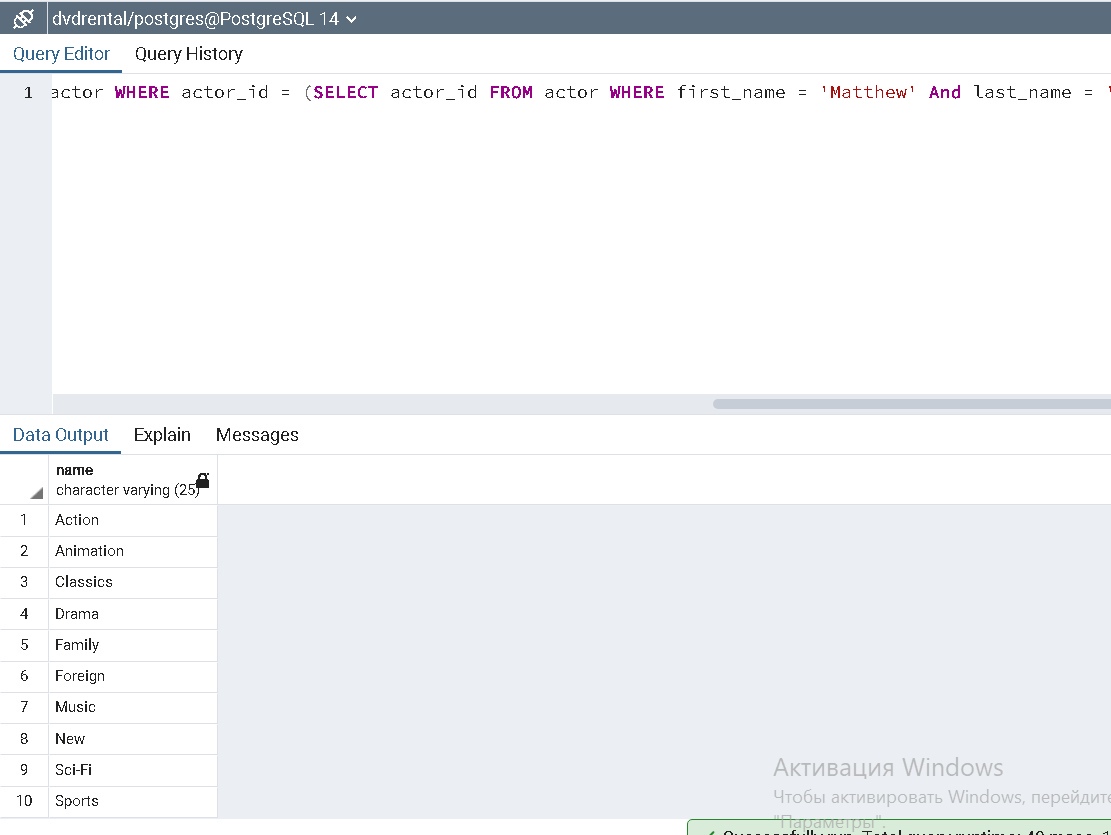 dvdrental/postgres@PostgreSQL 14
Query Editor Query History
1 actor WHERE actor_id = (SELECT actor_id FROM actor WHERE first_name = 'Matthew' And last_name = '
Data Output Explain Messages
name
character varying (25)
1 Action
2 Animation
3 Classics
4 Drama
5 Family
6 Foreign
7 Music
8 New
9 Sci-Fi
10 Sports
Активация Windows
Чтобы активировать Windows, перейдите
"Параметры".
Successfully run. Total query runtime: 49 msec.